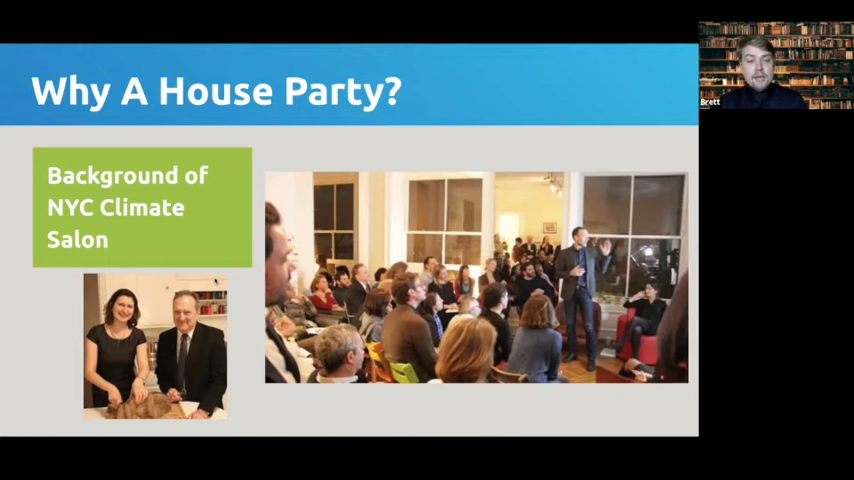 Why A House Party?
Background of
NYC Climate
Salon
Brett